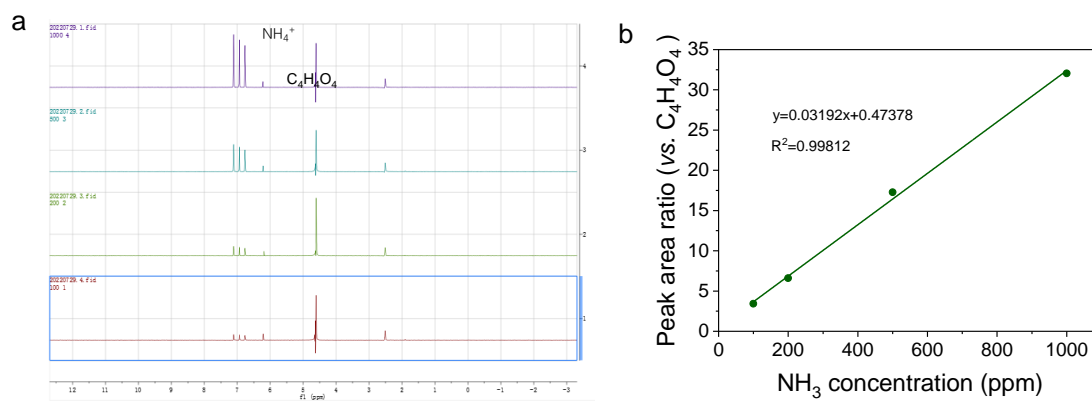 a
20220729.1.fid
1000 4
NH₄⁺
C₄H₄O₄
4
20220729.2.fid
500 3
3
20220729.3.fid
200 2
2
20220729.4.fid
100 1
1
12 11 10 9 8 7 6 5 4 3 2 1 0 -1 -2 -3
f1 (ppm)
b
Peak area ratio (vs. C₄H₄O₄)
35
30
25
20
15
10
5
0
y=0.03192x+0.47378
R²=0.99812
0 200 400 600 800 1000
NH₃ concentration (ppm)